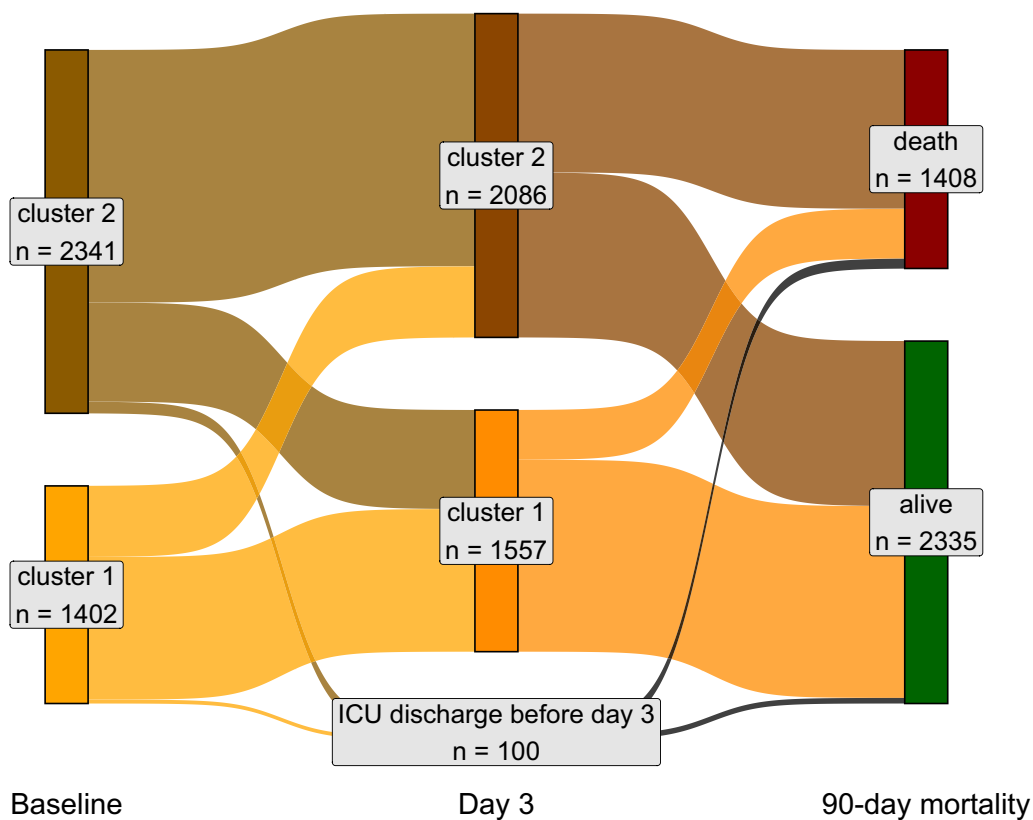 cluster 2
n = 2341
cluster 1
n = 1402
cluster 2
n = 2086
cluster 1
n = 1557
ICU discharge before day 3
n = 100
death
n = 1408
alive
n = 2335
Baseline
Day 3
90-day mortality